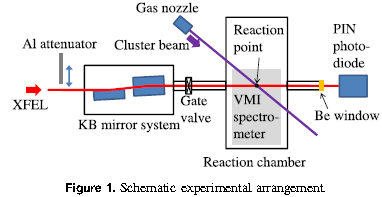 Gas nozzle
Al attenuator
Cluster beam
Reaction
point
PIN
photo-
diode
XFEL
KB mirror system
Gate
valve
VMI
spectro-
meter
Be window
Reaction chamber
Figure 1. Schematic experimental arrangement.